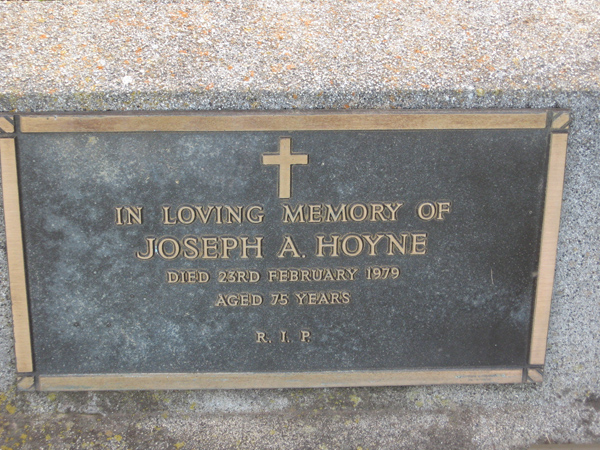 IN LOVING MEMORY OF
JOSEPH A. HOYNE
DIED 23RD FEBRUARY 1979
AGED 75 YEARS
R. I. P.